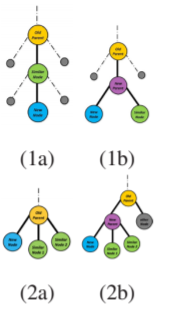 Old
Parent
Similar
Node
New
Node
(1a)
Old
Parent
New
Parent
New
Node
Similar
Node
(1b)
Old
Parent
New
Node
Similar
Node 1
Similar
Node 2
(2a)
Old
Parent
New
Parent
Other
Node
New
Node
Similar
Node 1
Similar
Node 2
(2b)